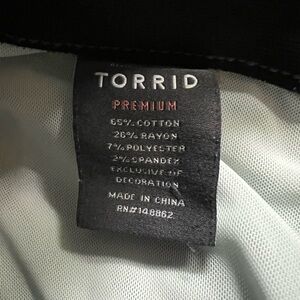 TORRID
PREMIUM
65% COTTON
26% RAYON
7% POLYESTER
2% SPANDEX
EXCLUSIVE OF
DECORATION
MADE IN CHINA
RN#148862